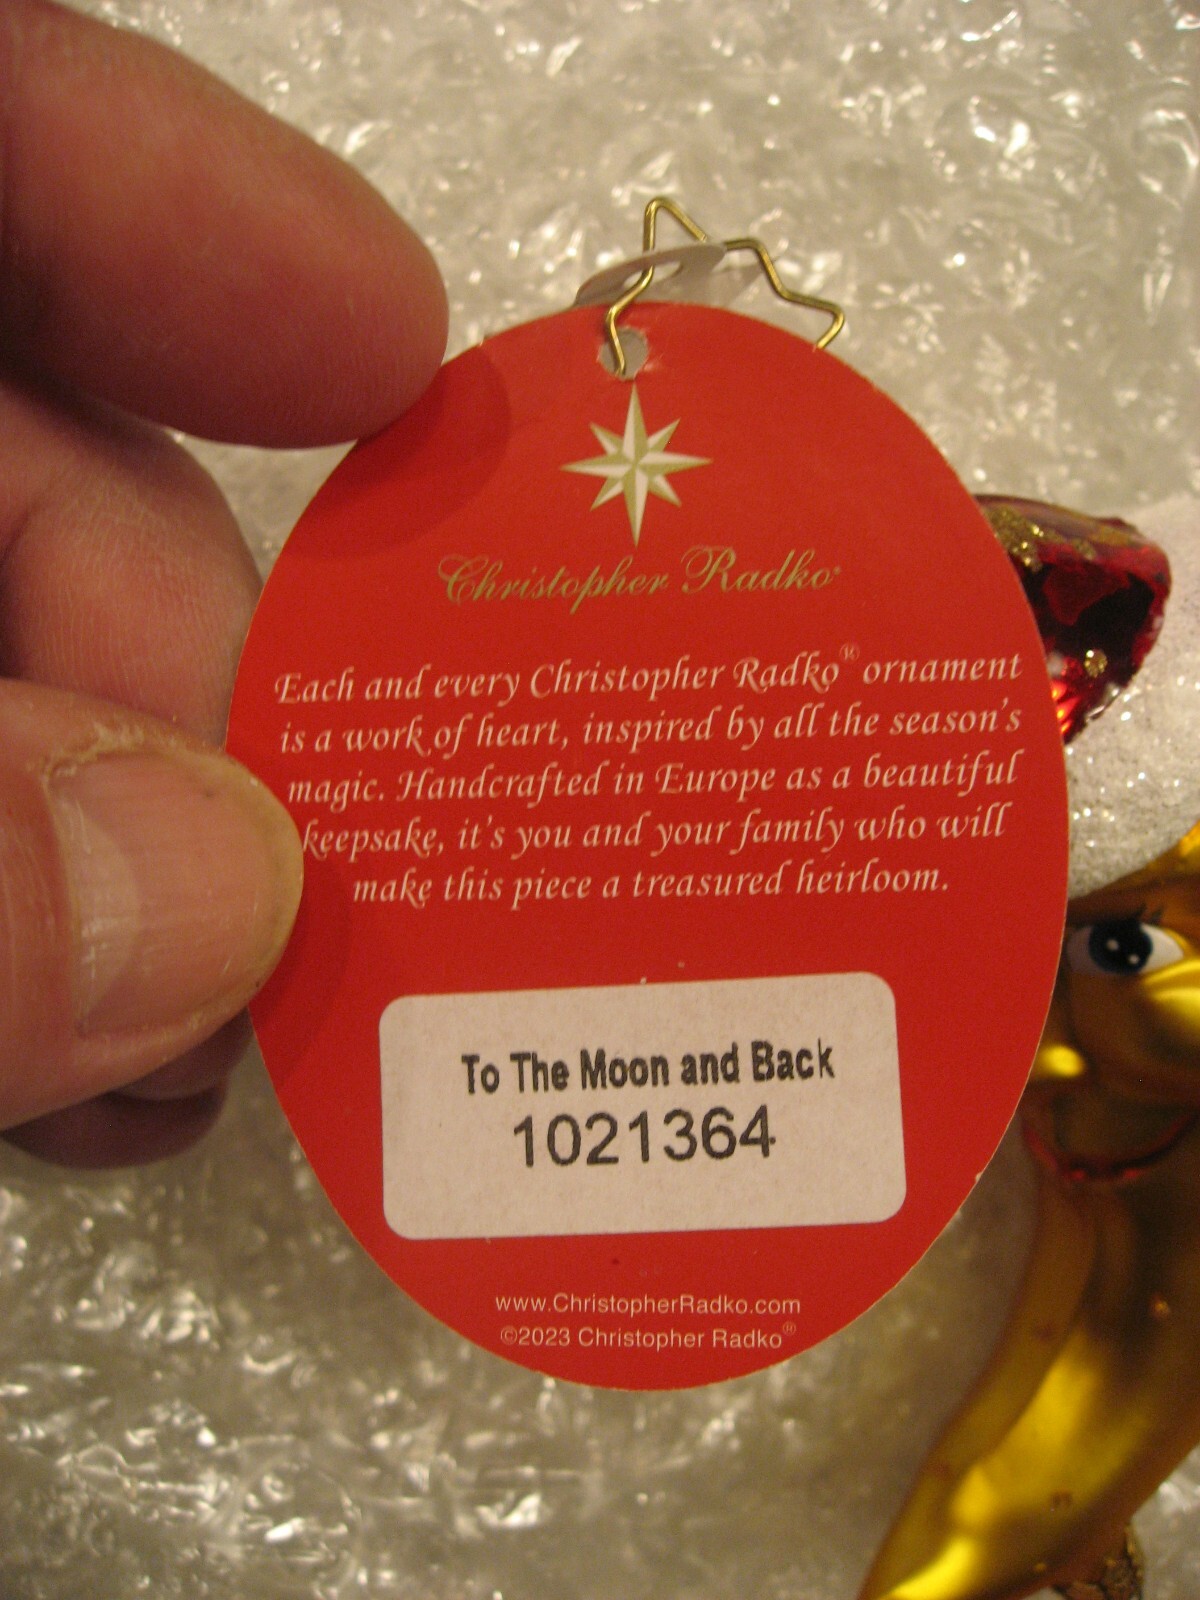 Christopher Radko®
Each and every Christopher Radko® ornament
is a work of heart, inspired by all the season's
magic. Handcrafted in Europe as a beautiful
keepsake, it's you and your family who will
make this piece a treasured heirloom.
To The Moon and Back
1021364
www.ChristopherRadko.com
©2023 Christopher Radko®